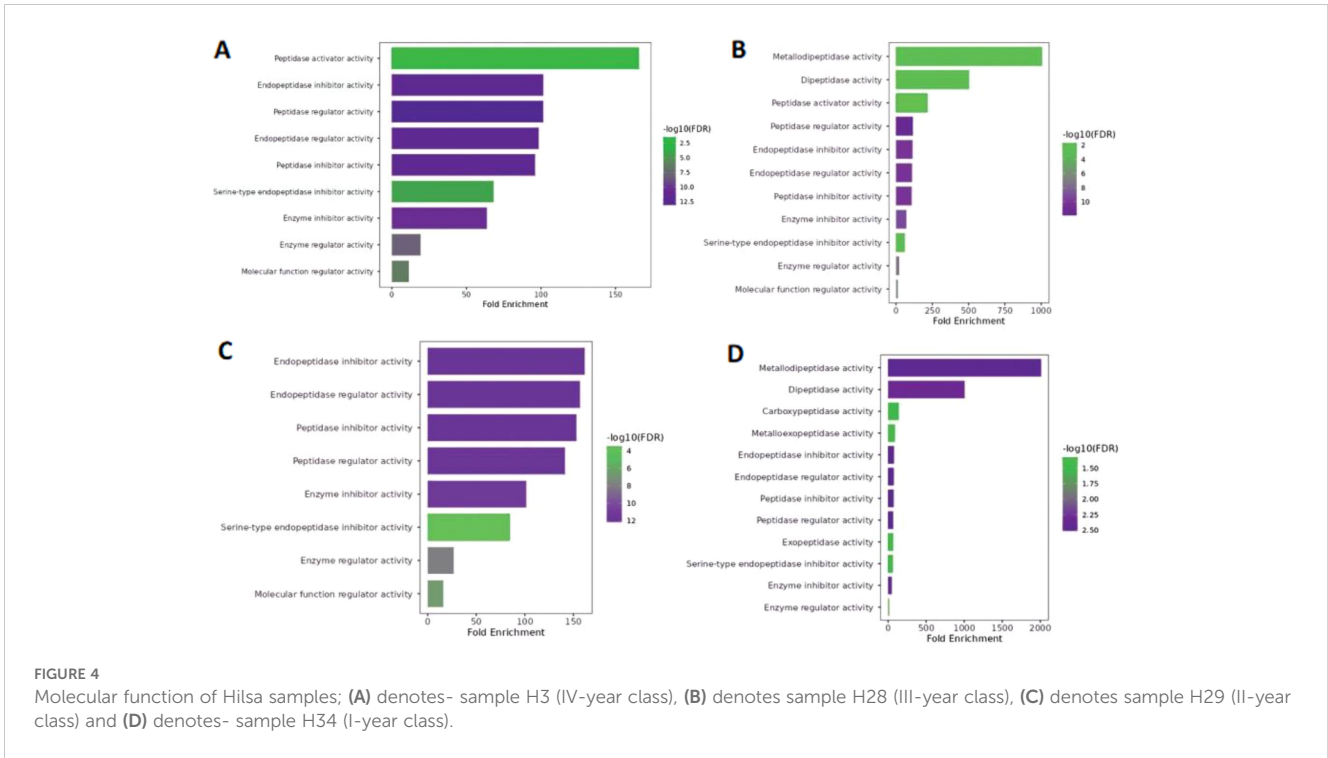 A
Peptidase activator activity
Endopeptidase inhibitor activity
Peptidase regulator activity
Endopeptidase regulator activity
Peptidase inhibitor activity
Serine-type endopeptidase inhibitor activity
Enzyme inhibitor activity
Enzyme regulator activity
Molecular function regulator activity
0 50 100 150
Fold Enrichment
-log10(FDR)
2.5
5.0
7.5
10.0
12.5
B
Metallodipeptidase activity
Dipeptidase activity
Peptidase activator activity
Peptidase regulator activity
Endopeptidase inhibitor activity
Endopeptidase regulator activity
Peptidase inhibitor activity
Enzyme inhibitor activity
Serine-type endopeptidase inhibitor activity
Enzyme regulator activity
Molecular function regulator activity
0 250 500 750 1000
Fold Enrichment
-log10(FDR)
2
4
6
8
10
C
Endopeptidase inhibitor activity
Endopeptidase regulator activity
Peptidase inhibitor activity
Peptidase regulator activity
Enzyme inhibitor activity
Serine-type endopeptidase inhibitor activity
Enzyme regulator activity
Molecular function regulator activity
0 50 100 150
Fold Enrichment
-log10(FDR)
4
6
8
10
12
D
Metallodipeptidase activity
Dipeptidase activity
Carboxypeptidase activity
Metalloexopeptidase activity
Endopeptidase inhibitor activity
Endopeptidase regulator activity
Peptidase inhibitor activity
Peptidase regulator activity
Exopeptidase activity
Serine-type endopeptidase inhibitor activity
Enzyme inhibitor activity
Enzyme regulator activity
0 500 1000 1500 2000
Fold Enrichment
-log10(FDR)
1.50
1.75
2.00
2.25
2.50
FIGURE 4
Molecular function of Hilsa samples; (A) denotes- sample H3 (IV-year class), (B) denotes sample H28 (III-year class), (C) denotes sample H29 (II-year
class) and (D) denotes- sample H34 (I-year class).